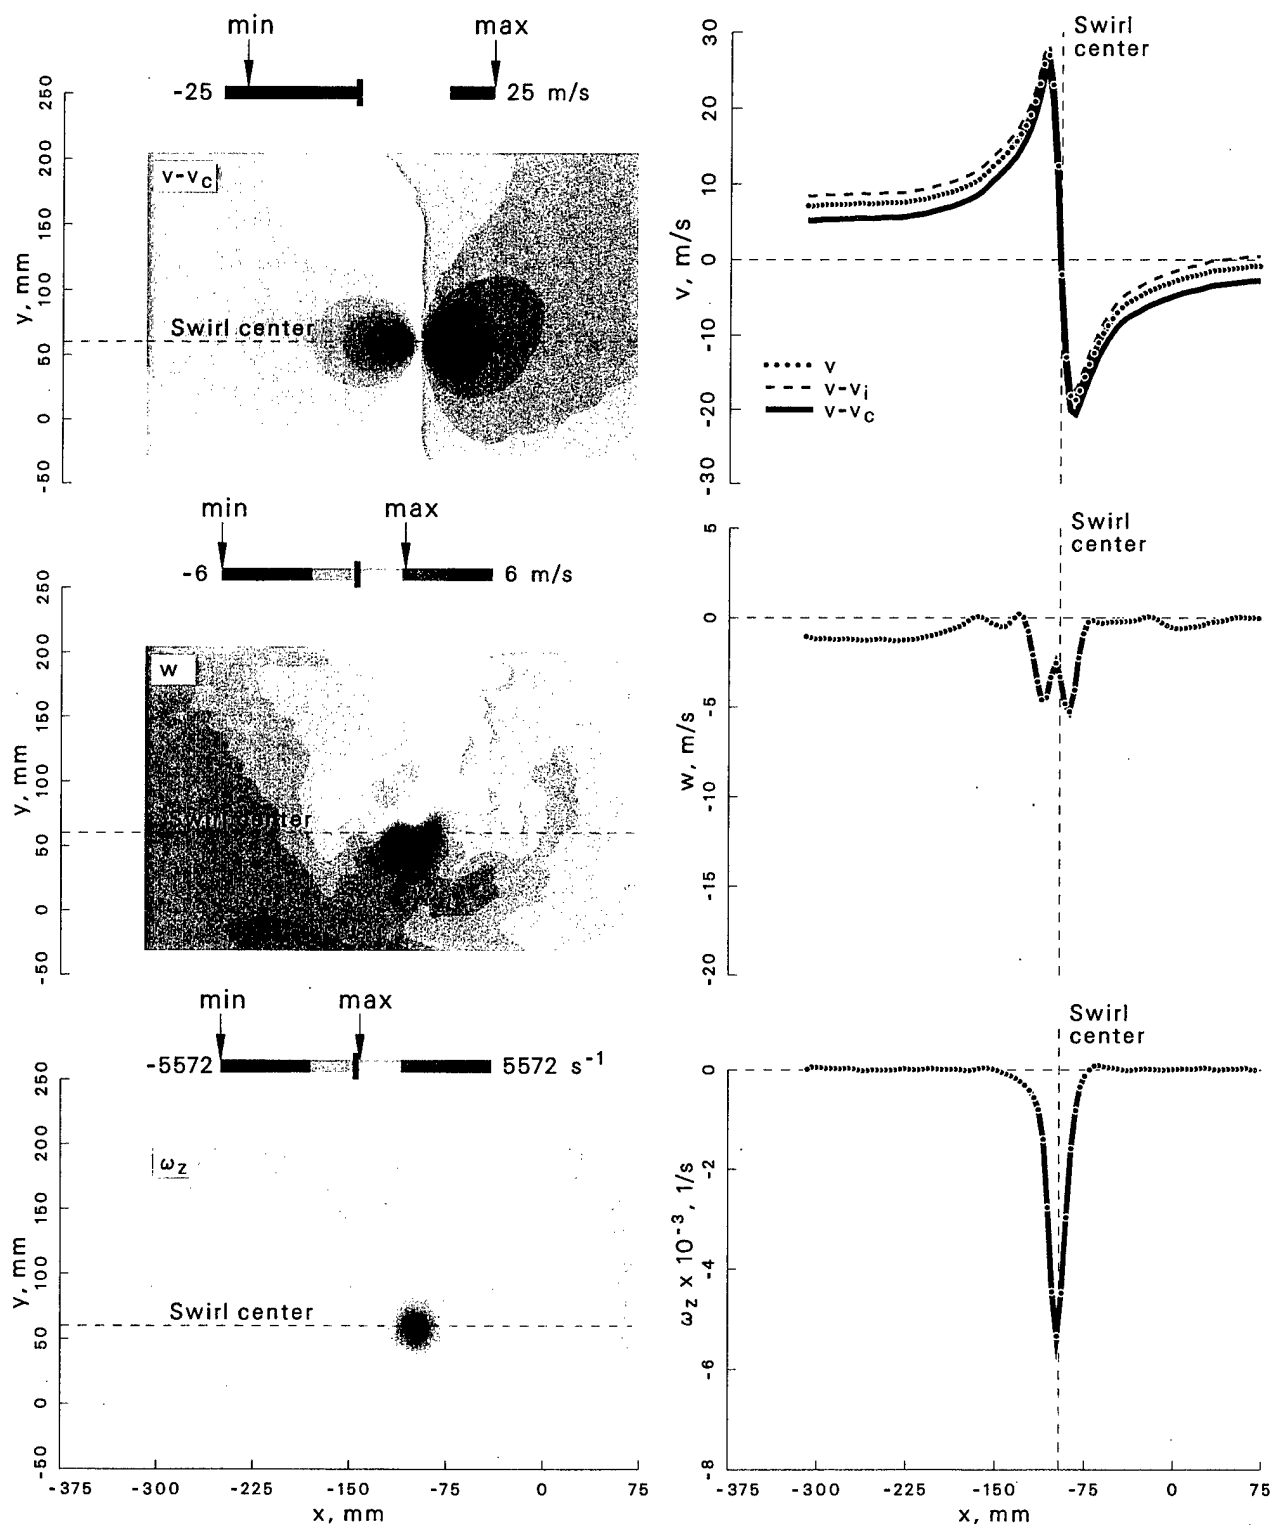 min
max
-25
25 m/s
250
200
150
100
50
0
-50
y, mm
v-v_c
Swirl center
min
max
-6
6 m/s
250
200
150
100
50
0
-50
y, mm
w
Swirl center
min
max
-5572
5572 s⁻¹
250
200
150
100
50
0
-50
y, mm
ω_z
Swirl center
-375 -300 -225 -150 -75 0 75
x, mm
Swirl
center
30
20
10
0
-10
-20
-30
v, m/s
v
v-v_i
v-v_c
Swirl
center
5
0
-5
-10
-15
-20
w, m/s
Swirl
center
0
-2
-4
-6
-8
ω_z x 10⁻³, 1/s
-375 -300 -225 -150 -75 0 75
x, mm